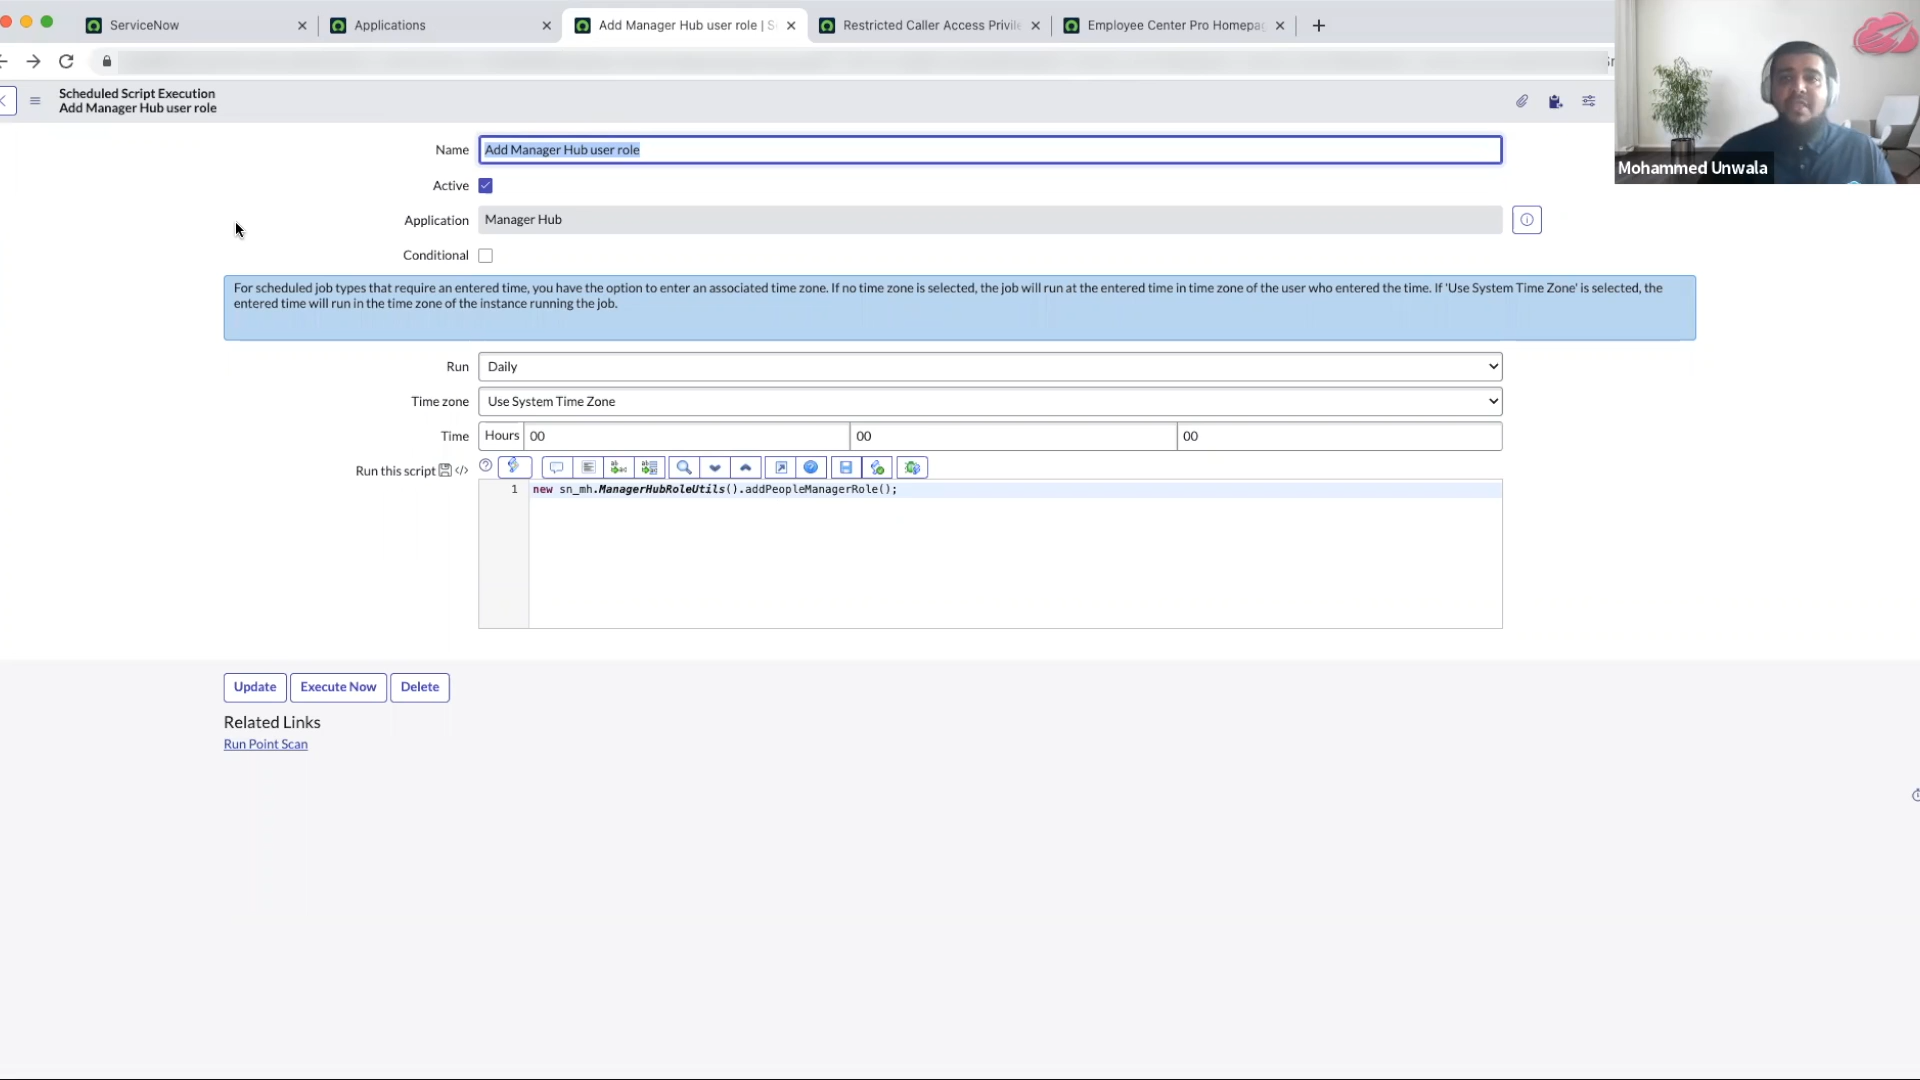 ServiceNow
Applications
Add Manager Hub user role | S
Restricted Caller Access Privile
Employee Center Pro Homepag
Scheduled Script Execution
Add Manager Hub user role
Mohammed Unwala
Name Add Manager Hub user role
Active
Application Manager Hub
Conditional
For scheduled job types that require an entered time, you have the option to enter an associated time zone. If no time zone is selected, the job will run at the entered time in time zone of the user who entered the time. If 'Use System Time Zone' is selected, the
entered time will run in the time zone of the instance running the job.
Run Daily
Time zone Use System Time Zone
Time Hours 00 00 00
Run this script
1 new sn_mh.ManagerHubRoleUtils().addPeopleManagerRole();
Update Execute Now Delete
Related Links
Run Point Scan